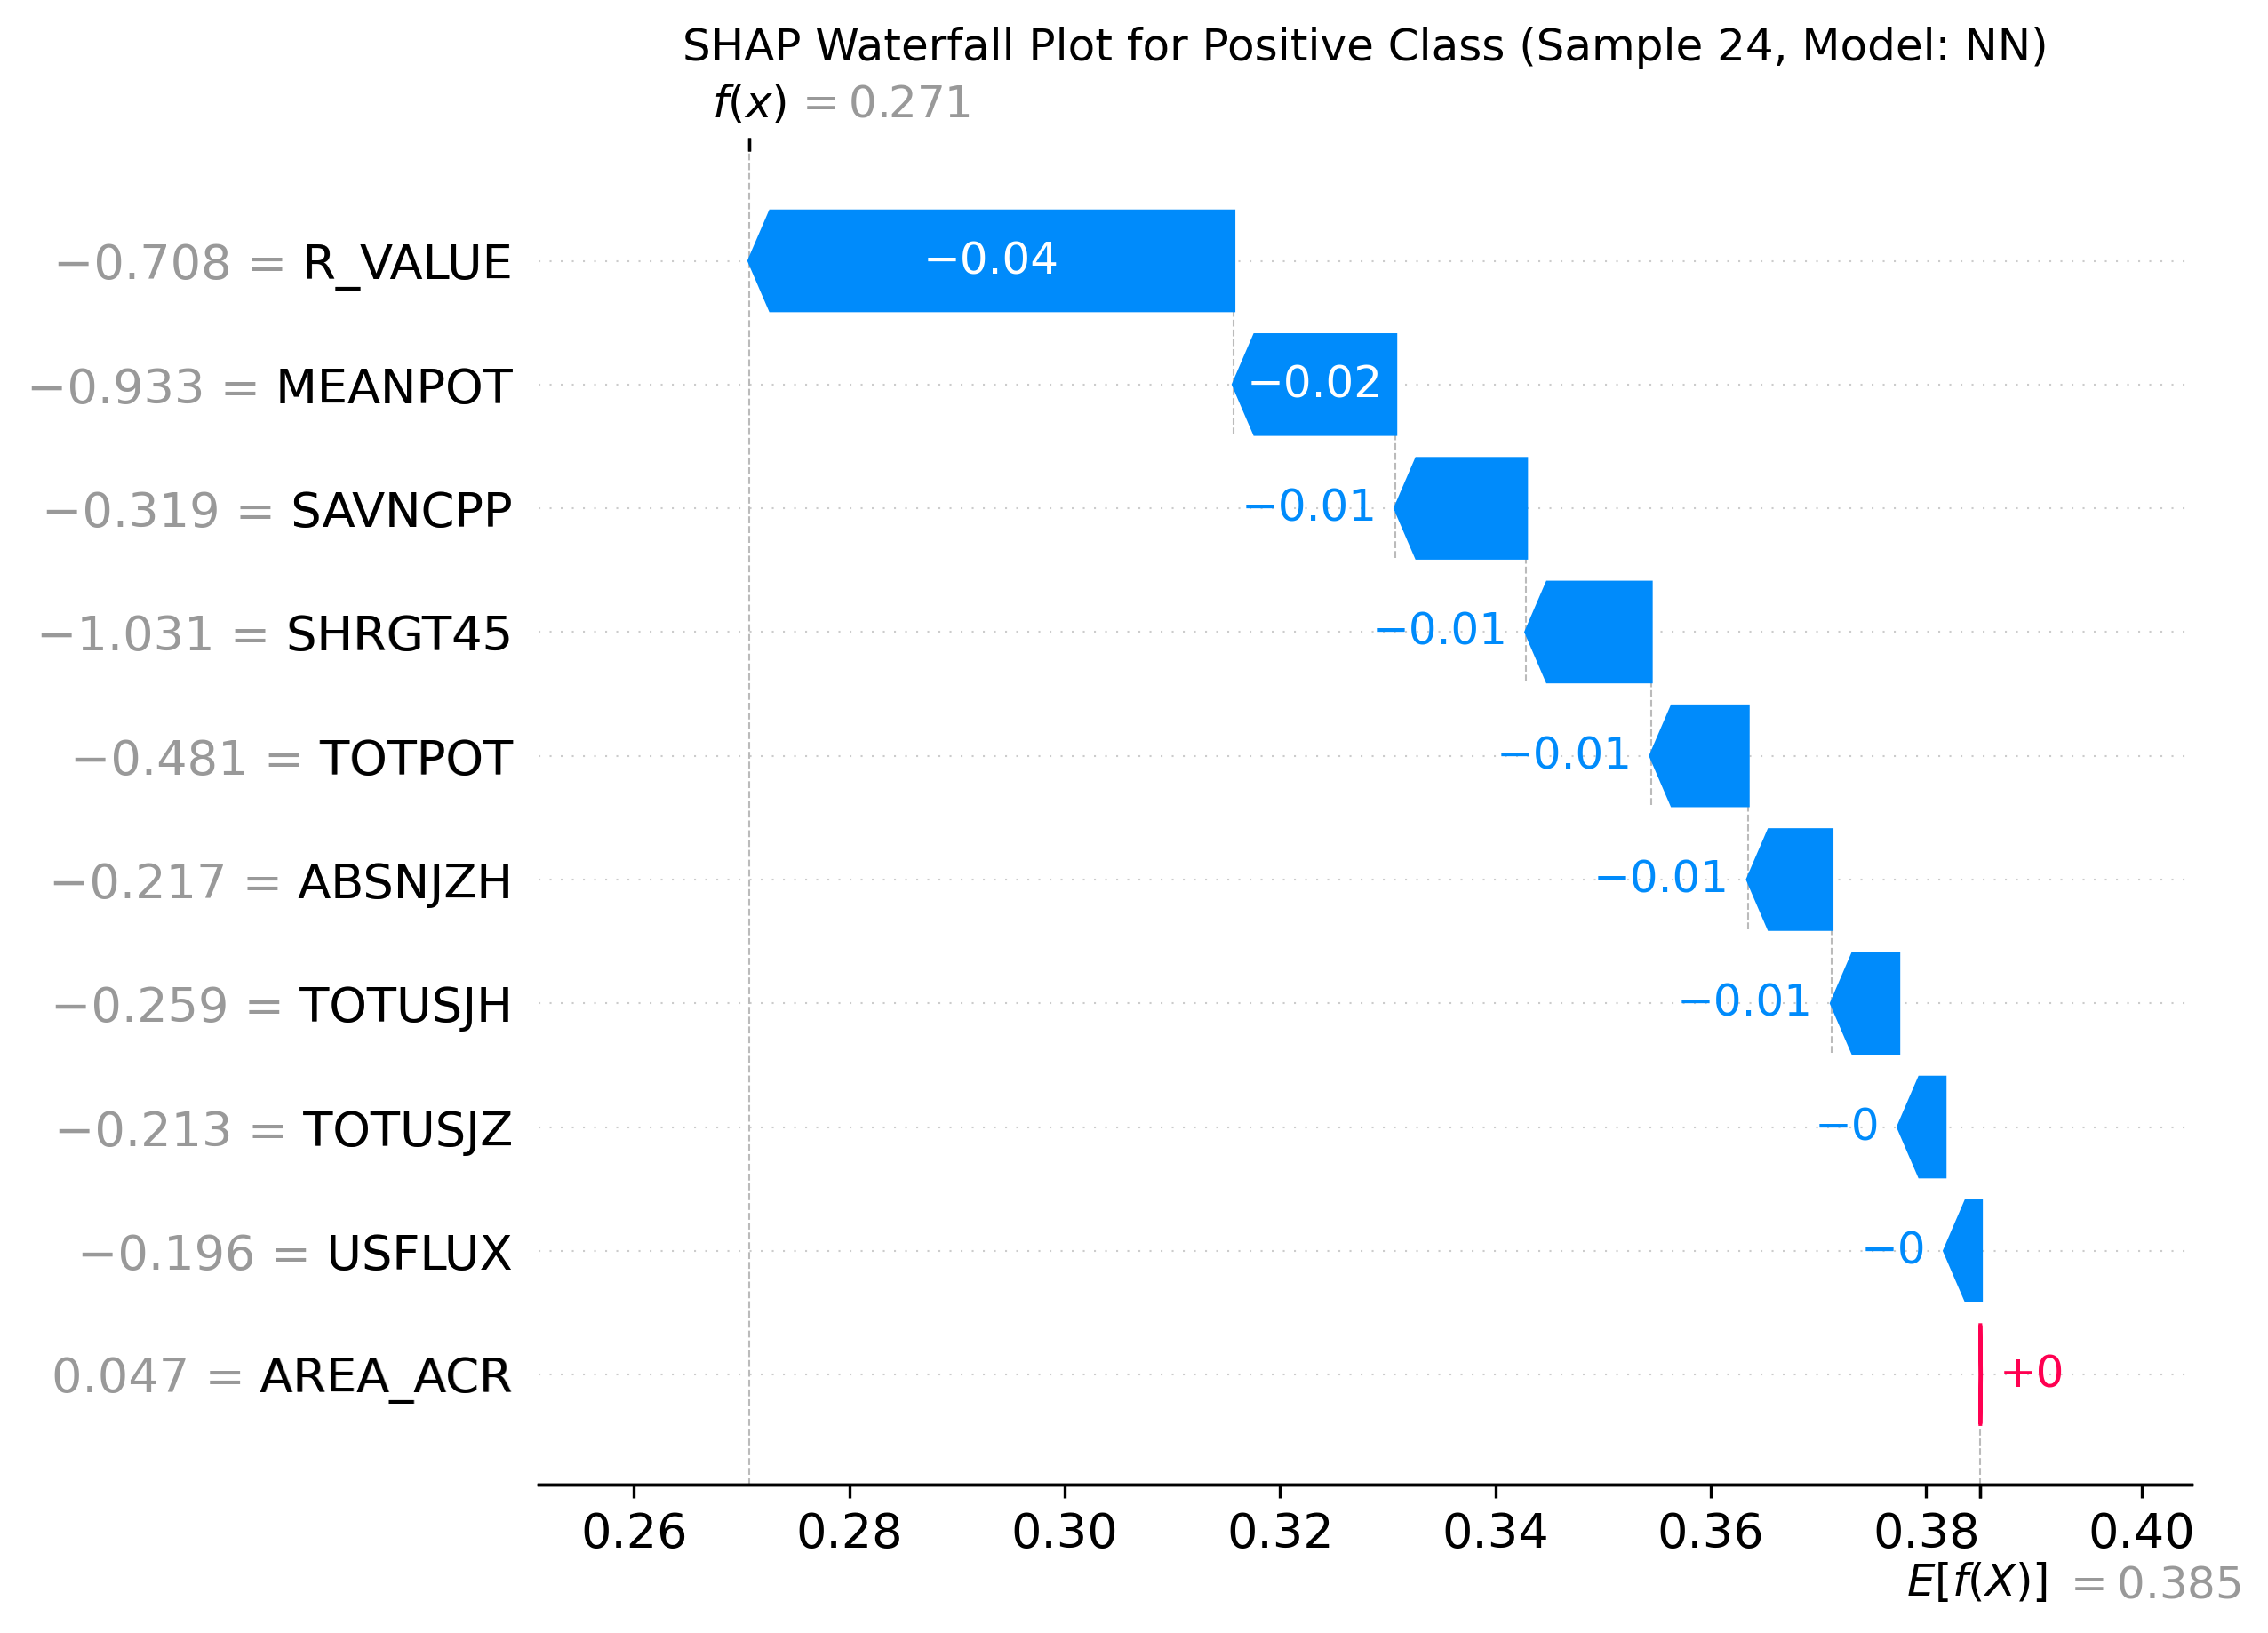 SHAP Waterfall Plot for Positive Class (Sample 24, Model: NN)
f(x) = 0.271
−0.708 = R_VALUE −0.04
−0.933 = MEANPOT −0.02
−0.319 = SAVNCPP −0.01
−1.031 = SHRGT45 −0.01
−0.481 = TOTPOT −0.01
−0.217 = ABSNJZH −0.01
−0.259 = TOTUSJH −0.01
−0.213 = TOTUSJZ −0
−0.196 = USFLUX −0
0.047 = AREA_ACR +0
0.26 0.28 0.30 0.32 0.34 0.36 0.38 0.40
E[f(X)] = 0.385